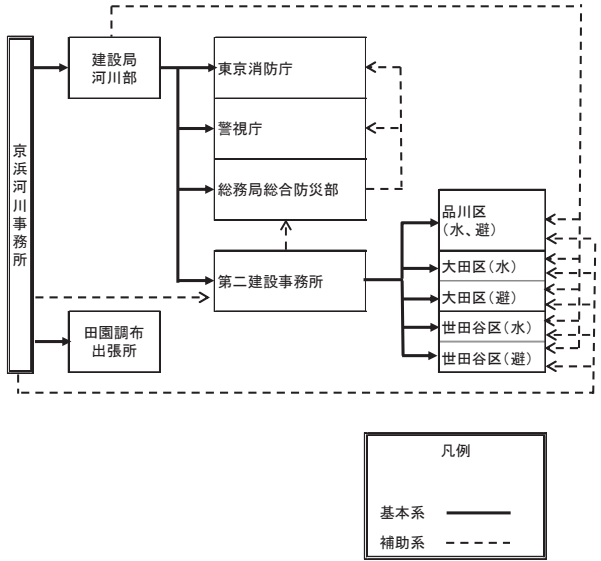 京浜河川事務所
建設局
河川部
東京消防庁
警視庁
総務局総合防災部
第二建設事務所
田園調布
出張所
品川区
（水、避）
大田区（水）
大田区（避）
世田谷区（水）
世田谷区（避）
凡例
基本系
補助系